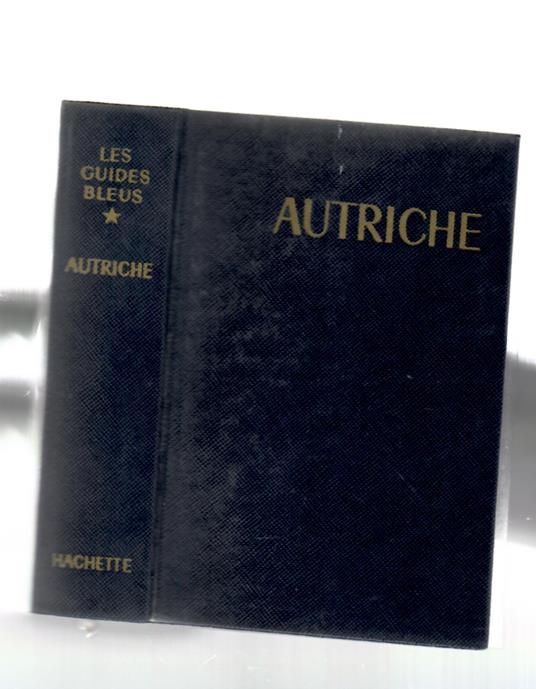 LES
GUIDES
BLEUS
★
AUTRICHE
HACHETTE
AUTRICHE